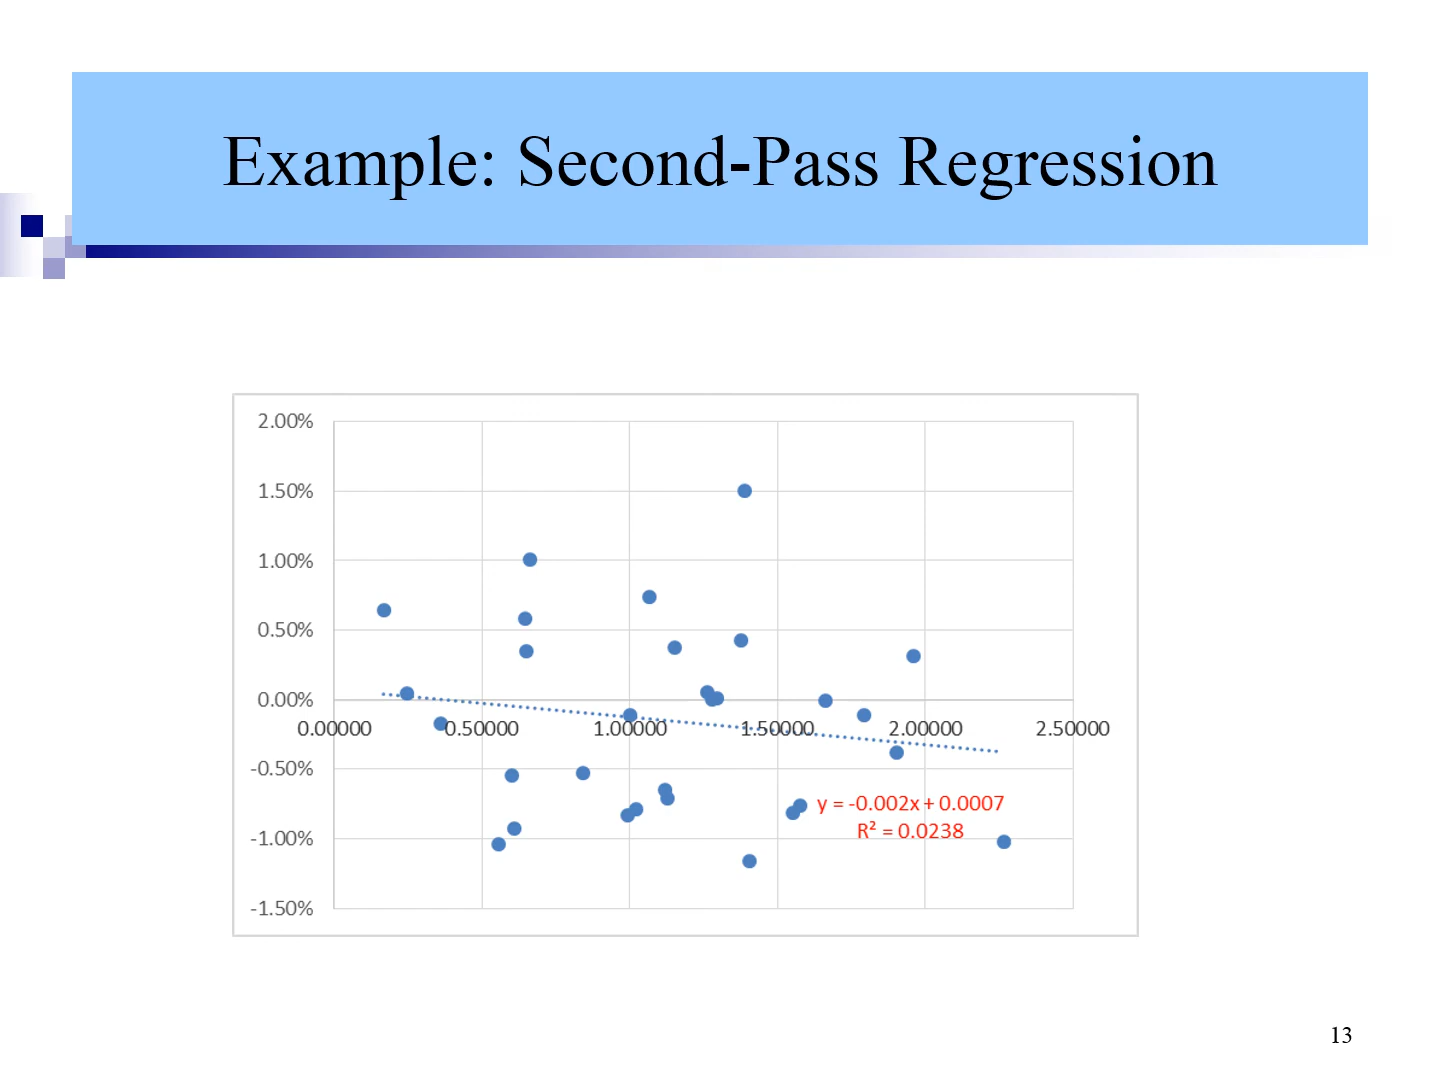 Example: Second-Pass Regression
2.00%
1.50%
1.00%
0.50%
0.00%
0.00000 0.50000 1.00000 1.50000 2.00000 2.50000
-0.50%
y = -0.002x + 0.0007
R² = 0.0238
-1.00%
-1.50%
13